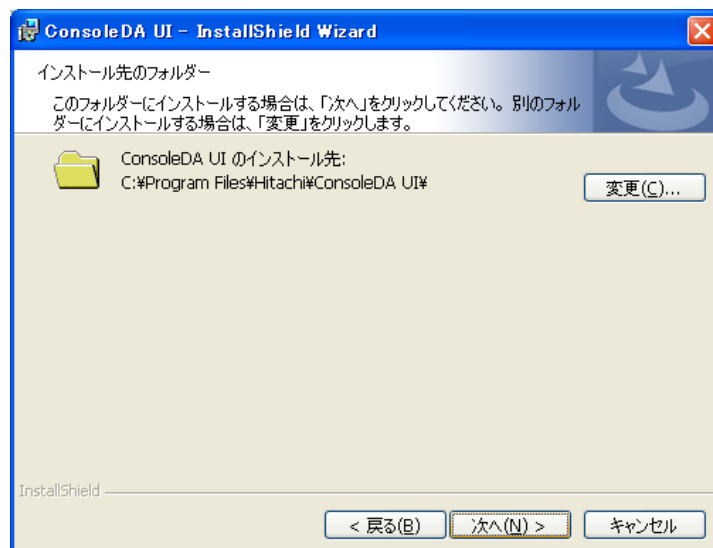 ConsoleDA UI - InstallShield Wizard
インストール先のフォルダー
このフォルダーにインストールする場合は、「次へ」をクリックしてください。別のフォル
ダーにインストールする場合は、「変更」をクリックします。
ConsoleDA UI のインストール先:
C:¥Program Files¥Hitachi¥ConsoleDA UI¥
変更(C)...
InstallShield
< 戻る(B)
次へ(N) >
キャンセル